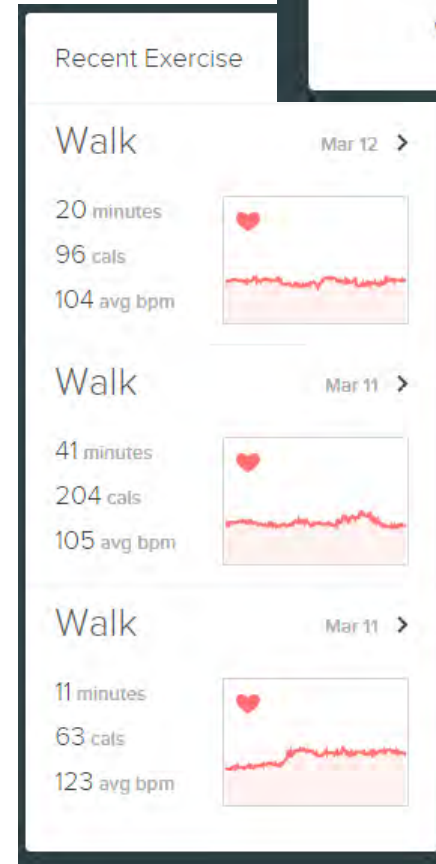 Recent Exercise
Walk Mar 12
20 minutes
96 cals
104 avg bpm
Walk Mar 11
41 minutes
204 cals
105 avg bpm
Walk Mar 11
11 minutes
63 cals
123 avg bpm